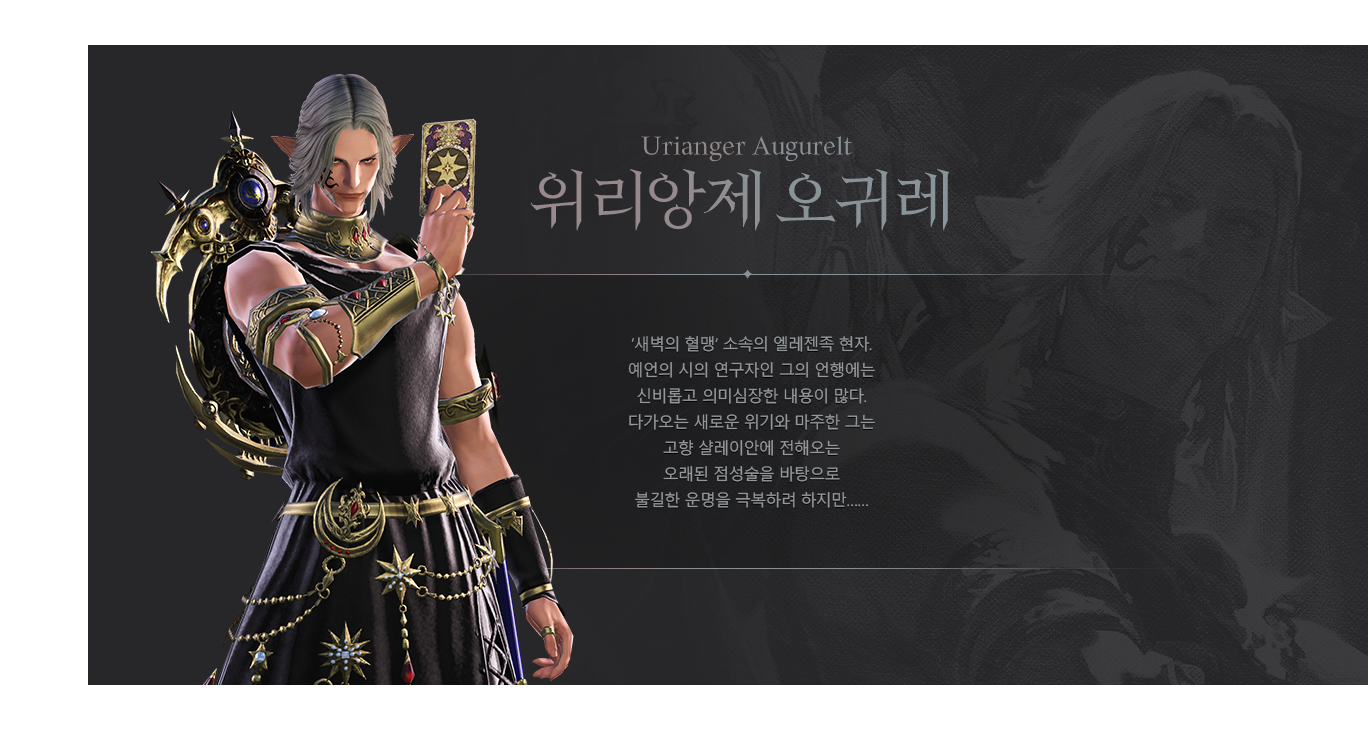 Urianger Augurelt
위리앙제 오귀레
‘새벽의 혈맹’ 소속의 엘레젠족 현자.
예언의 시의 연구자인 그의 언행에는
신비롭고 의미심장한 내용이 많다.
다가오는 새로운 위기와 마주한 그는
고향 샬레이안에 전해오는
오래된 점성술을 바탕으로
불길한 운명을 극복하려 하지만……